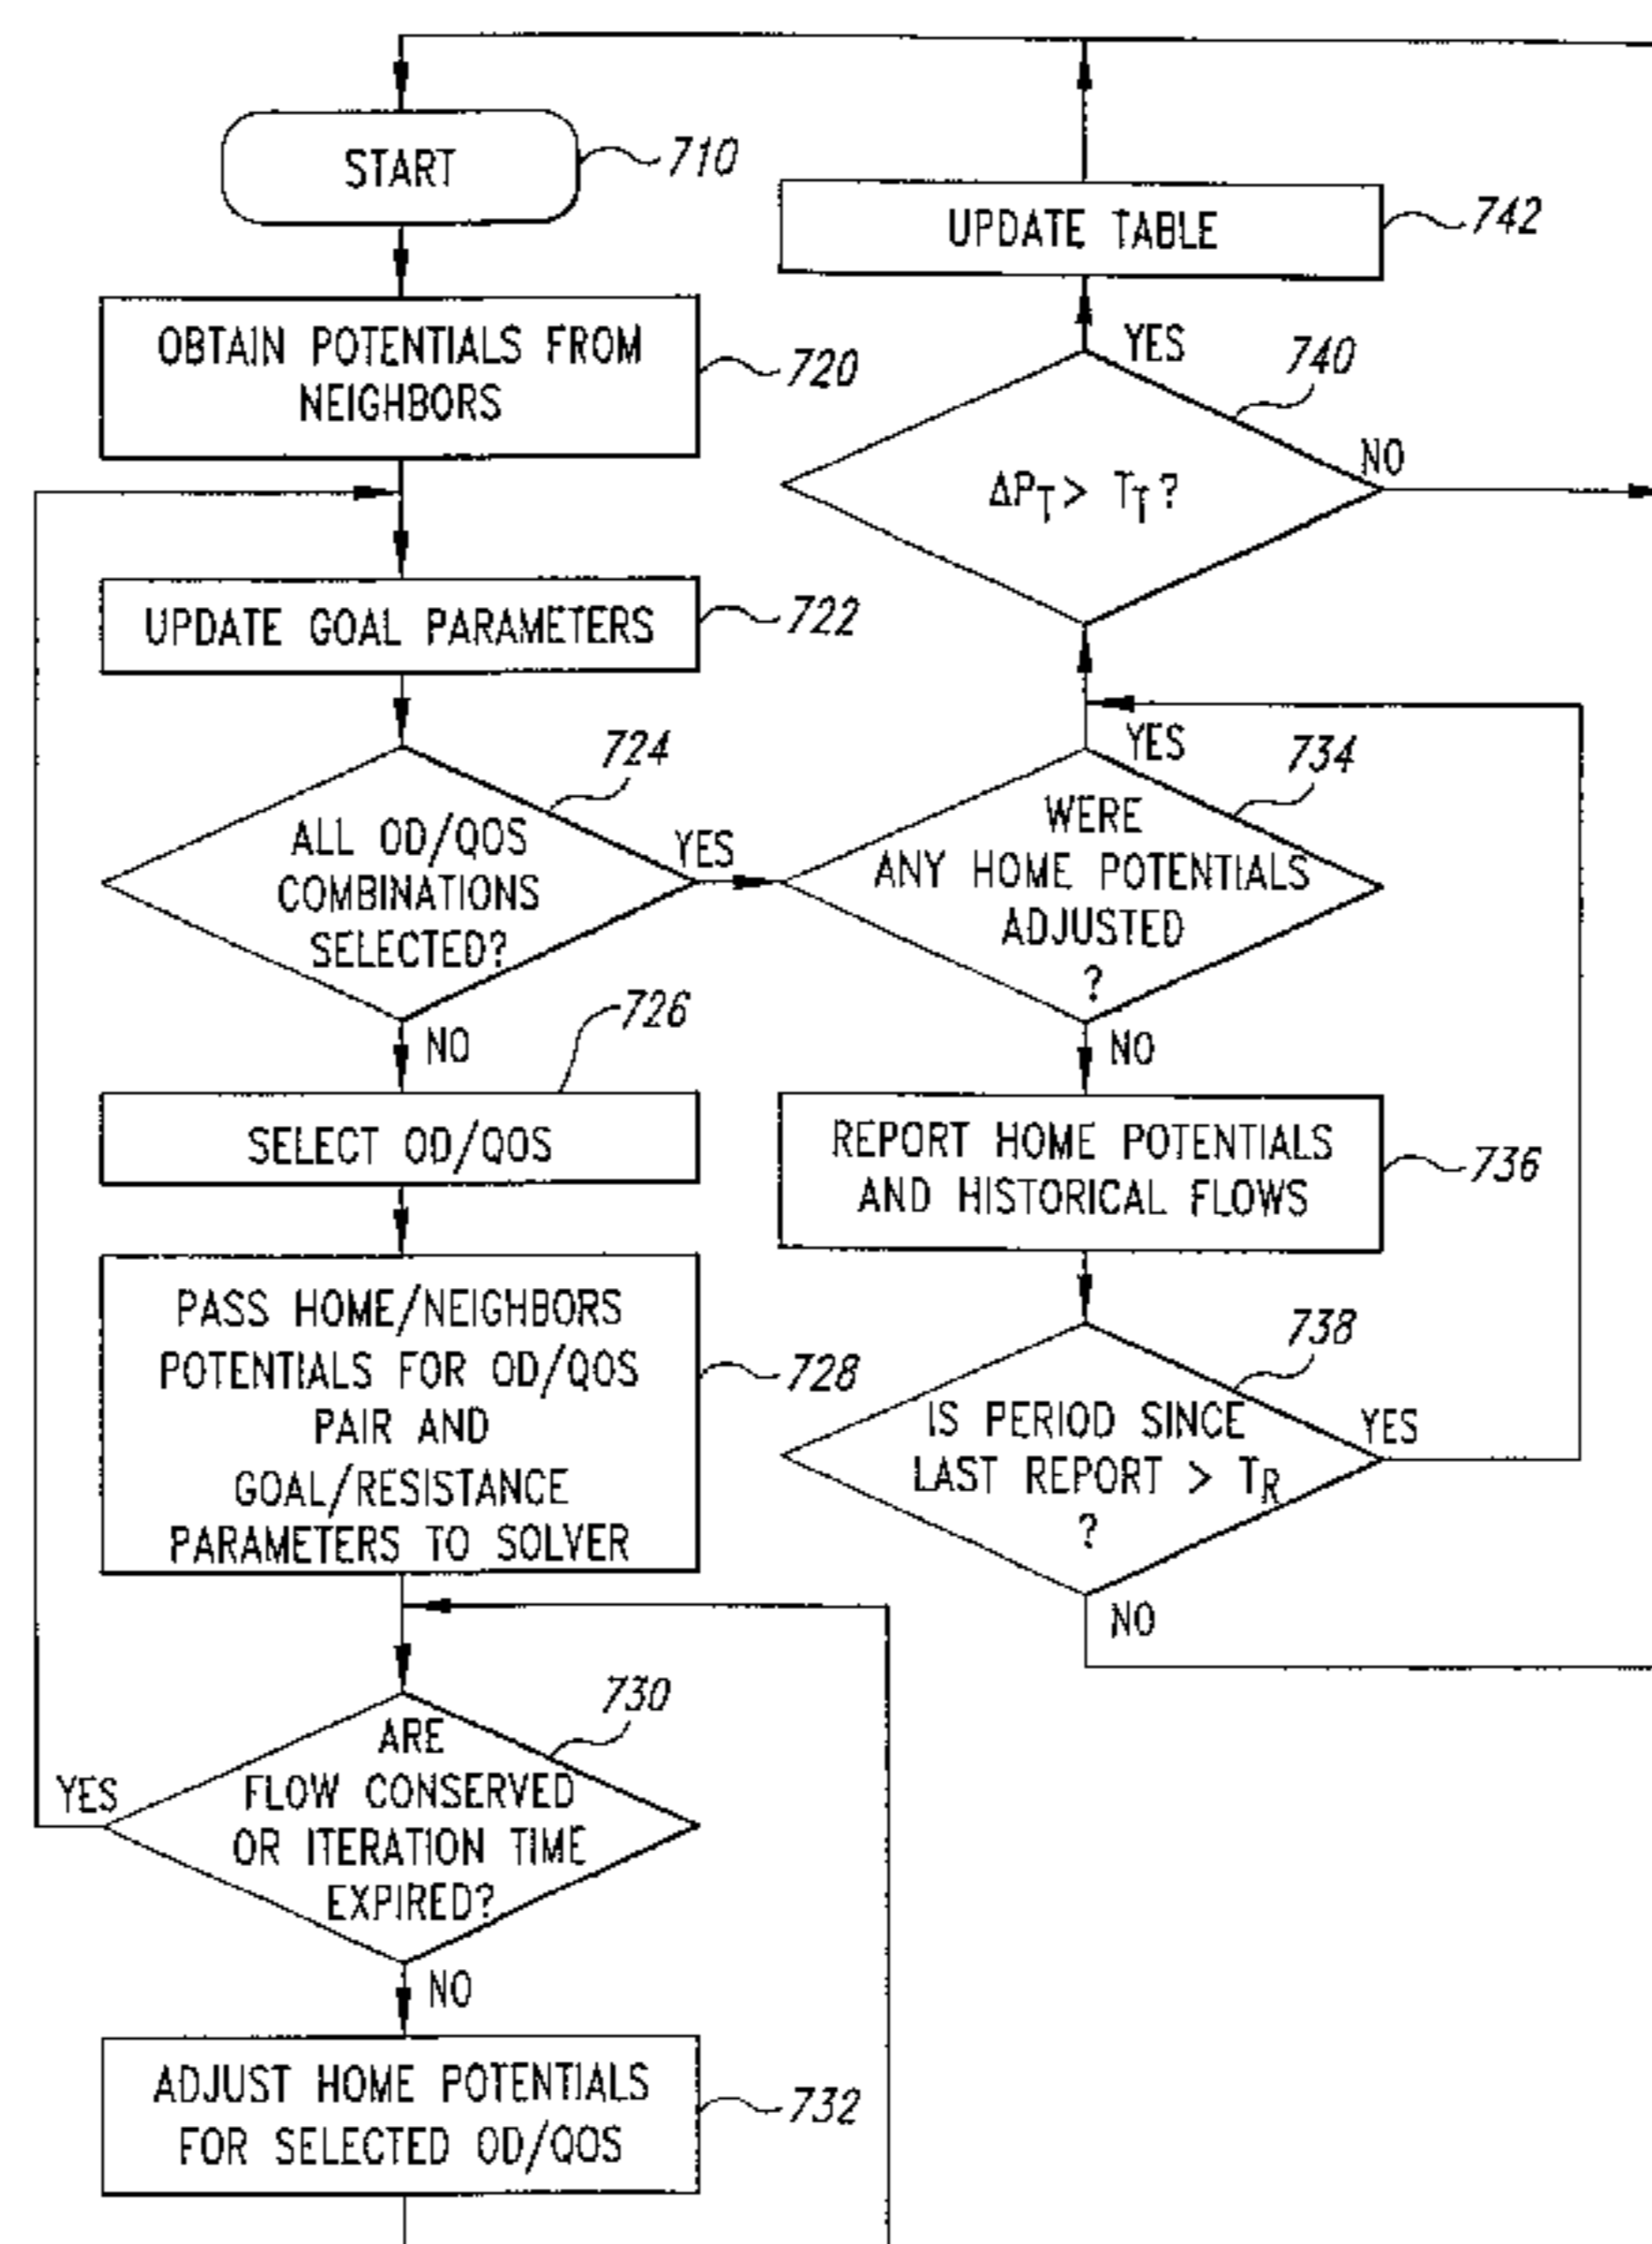 START
710
OBTAIN POTENTIALS FROM
NEIGHBORS
720
UPDATE GOAL PARAMETERS
722
ALL OD/QOS
COMBINATIONS
SELECTED?
724
YES
NO
SELECT OD/QOS
726
PASS HOME/NEIGHBORS
POTENTIALS FOR OD/QOS
PAIR AND
GOAL/RESISTANCE
PARAMETERS TO SOLVER
728
ARE
FLOW CONSERVED
OR ITERATION TIME
EXPIRED?
730
YES
NO
ADJUST HOME POTENTIALS
FOR SELECTED OD/QOS
732
UPDATE TABLE
742
YES
740
ΔPT > TT ?
NO
YES
734
WERE
ANY HOME POTENTIALS
ADJUSTED
?
NO
REPORT HOME POTENTIALS
AND HISTORICAL FLOWS
736
738
IS PERIOD SINCE
LAST REPORT > TR
?
YES
NO